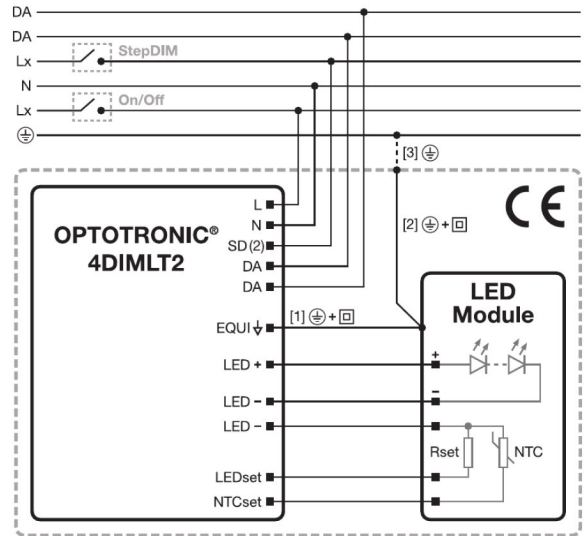 DA
DA
Lx StepDIM
N
Lx On/Off
[3]
[2] +
CE
OPTOTRONIC®
4DIMLT2
L
N
SD(2)
DA
DA
EQUI
[1] +
LED +
LED –
LED –
LEDset
NTCset
LED
Module
+
–
Rset
NTC